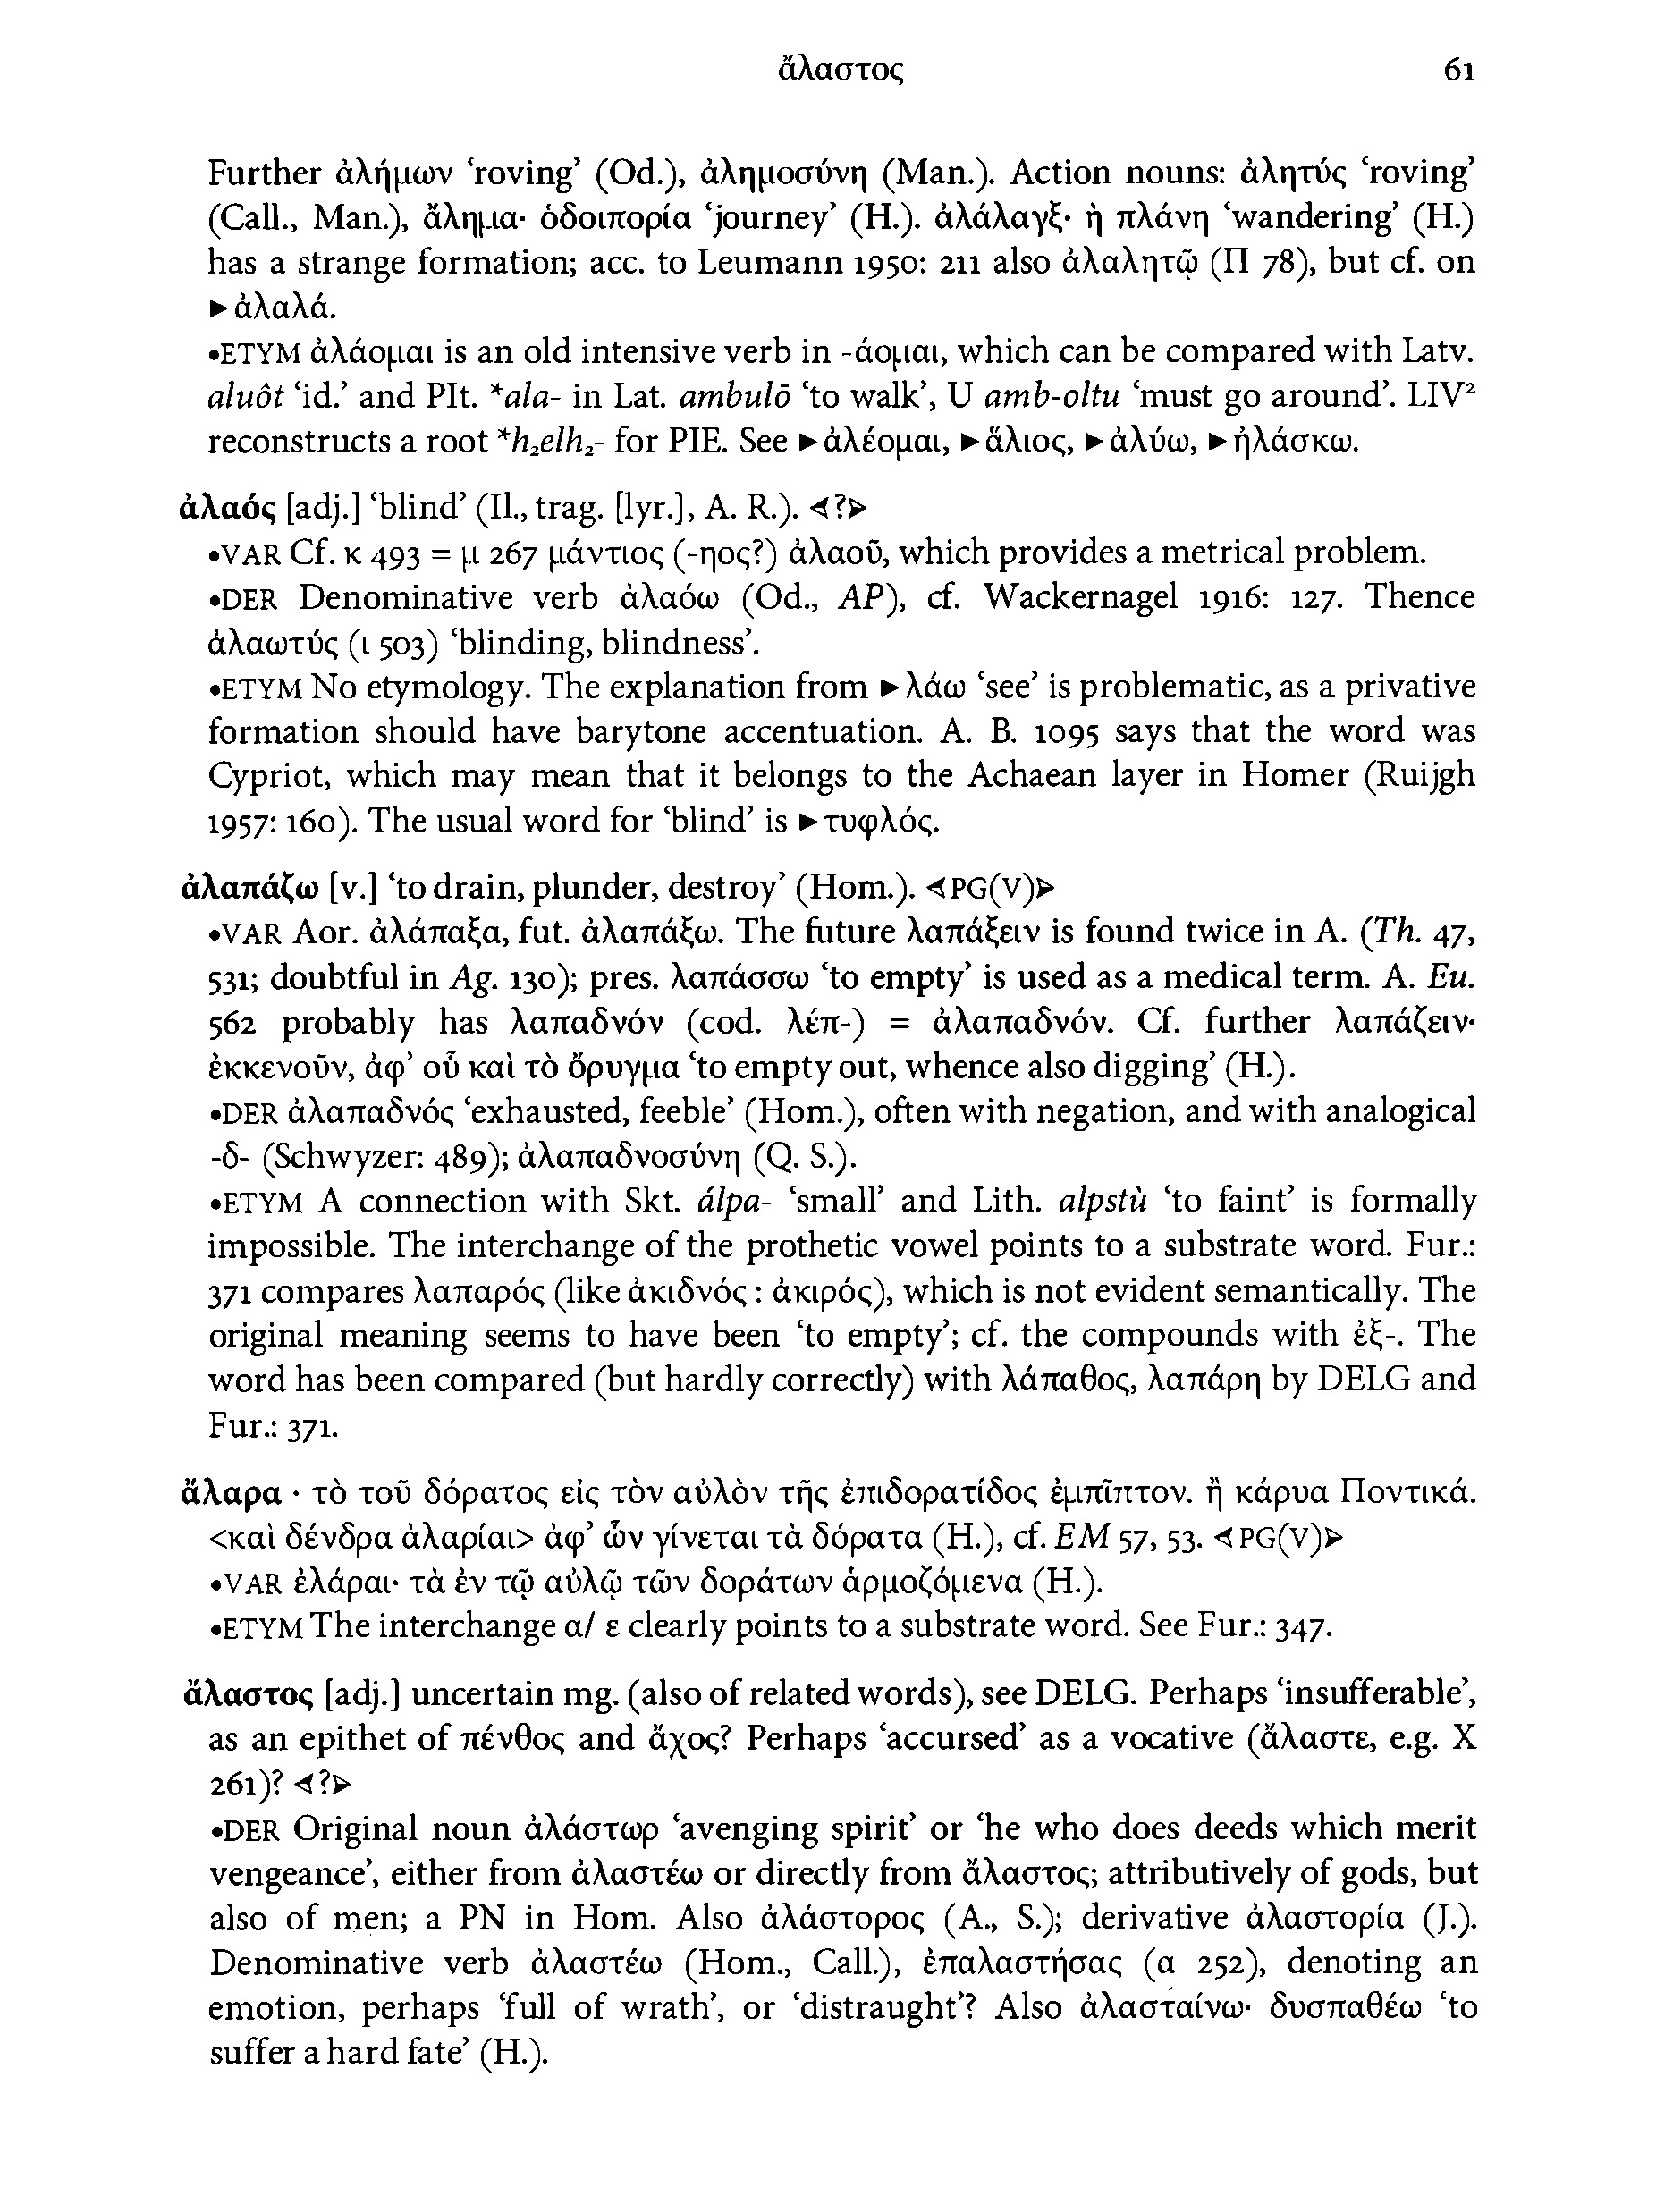 ἄλαστος 61
Further ἀλήμων ‘roving’ (Od.), ἀλημοσύνη (Man.). Action nouns: ἀλητύς ‘roving’
(Call., Man.), ἄλημα· ὁδοιπορία ‘journey’ (H.). ἀλάλαγξ· ἡ πλάνη ‘wandering’ (H.)
has a strange formation; acc. to Leumann 1950: 211 also ἀλαλητῷ (Π 78), but cf. on
►ἀλαλά.
•ETYM ἀλάομαι is an old intensive verb in -άομαι, which can be compared with Latv.
aluôt ‘id.’ and PIt. *ala- in Lat. ambulō ‘to walk’, U amb-oltu ‘must go around’. LIV²
reconstructs a root *h₂elh₂- for PIE. See ►ἀλέομαι, ►ἅλιος, ►ἀλύω, ►ἠλάσκω.
ἀλαός [adj.] ‘blind’ (Il., trag. [lyr.], A. R.). ⊲?⊳
•VAR Cf. κ 493 = μ 267 μάντιος (-ηος?) ἀλαοῦ, which provides a metrical problem.
•DER Denominative verb ἀλαόω (Od., AP), cf. Wackernagel 1916: 127. Thence
ἀλαωτύς (ι 503) ‘blinding, blindness’.
•ETYM No etymology. The explanation from ►λάω ‘see’ is problematic, as a privative
formation should have barytone accentuation. A. B. 1095 says that the word was
Cypriot, which may mean that it belongs to the Achaean layer in Homer (Ruijgh
1957: 160). The usual word for ‘blind’ is ►τυφλός.
ἀλαπάζω [v.] ‘to drain, plunder, destroy’ (Hom.). ⊲PG(V)⊳
•VAR Aor. ἀλάπαξα, fut. ἀλαπάξω. The future λαπάξειν is found twice in A. (Th. 47,
531; doubtful in Ag. 130); pres. λαπάσσω ‘to empty’ is used as a medical term. A. Eu.
562 probably has λαπαδνόν (cod. λέπ-) = ἀλαπαδνόν. Cf. further λαπάζειν·
ἐκκενοῦν, ἀφ’ οὗ καὶ τὸ ὄρυγμα ‘to empty out, whence also digging’ (H.).
•DER ἀλαπαδνός ‘exhausted, feeble’ (Hom.), often with negation, and with analogical
-δ- (Schwyzer: 489); ἀλαπαδνοσύνη (Q. S.).
•ETYM A connection with Skt. álpa- ‘small’ and Lith. alpstù ‘to faint’ is formally
impossible. The interchange of the prothetic vowel points to a substrate word. Fur.:
371 compares λαπαρός (like ἀκιδνός : ἀκιρός), which is not evident semantically. The
original meaning seems to have been ‘to empty’; cf. the compounds with ἐξ-. The
word has been compared (but hardly correctly) with λάπαθος, λαπάρη by DELG and
Fur.: 371.
ἄλαρα · τὸ τοῦ δόρατος εἰς τὸν αὐλὸν τῆς ἐπιδορατίδος ἐμπῖπτον. ἢ κάρυα Ποντικά.
<καὶ δένδρα ἀλαρίαι> ἀφ’ ὧν γίνεται τὰ δόρατα (H.), cf. EM 57, 53. ⊲PG(V)⊳
•VAR ἐλάραι· τὰ ἐν τῷ αὐλῷ τῶν δοράτων ἁρμοζόμενα (H.).
•ETYM The interchange α/ ε clearly points to a substrate word. See Fur.: 347.
ἄλαστος [adj.] uncertain mg. (also of related words), see DELG. Perhaps ‘insufferable’,
as an epithet of πένθος and ἄχος? Perhaps ‘accursed’ as a vocative (ἄλαστε, e.g. X
261)? ⊲?⊳
•DER Original noun ἀλάστωρ ‘avenging spirit’ or ‘he who does deeds which merit
vengeance’, either from ἀλαστέω or directly from ἄλαστος; attributively of gods, but
also of men; a PN in Hom. Also ἀλάστορος (A., S.); derivative ἀλαστορία (J.).
Denominative verb ἀλαστέω (Hom., Call.), ἐπαλαστήσας (α 252), denoting an
emotion, perhaps ‘full of wrath’, or ‘distraught’? Also ἀλασταίνω· δυσπαθέω ‘to
suffer a hard fate’ (H.).